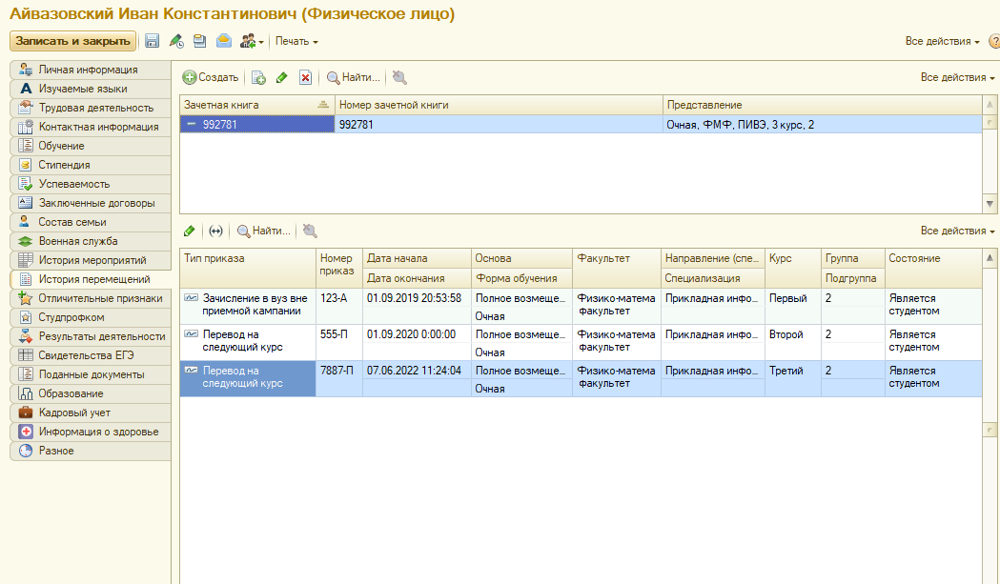 Айвазовский Иван Константинович (Физическое лицо)
Записать и закрыть Печать Все действия
Личная информация
Изучаемые языки
Трудовая деятельность
Контактная информация
Обучение
Стипендия
Успеваемость
Заключенные договоры
Состав семьи
Военная служба
История мероприятий
История перемещений
Отличительные признаки
Студпрофком
Результаты деятельности
Свидетельства ЕГЭ
Поданные документы
Образование
Кадровый учет
Информация о здоровье
Разное
Создать Найти... Все действия
Зачетная книга Номер зачетной книги Представление
992781 992781 Очная, ФМФ, ПИВЭ, 3 курс, 2
Найти... Все действия
Тип приказа Номер приказ Дата начала Основа Факультет Направление (спе... Курс Группа Состояние
Дата окончания Форма обучения Специализация Подгруппа
Зачисление в вуз вне 123-А 01.09.2019 20:53:58 Полное возмеще... Физико-матема Прикладная инфо... Первый 2 Является
приемной кампании Очная факультет студентом
Перевод на 555-П 01.09.2020 0:00:00 Полное возмеще... Физико-матема Прикладная инфо... Второй 2 Является
следующий курс Очная факультет студентом
Перевод на 7887-П 07.06.2022 11:24:04 Полное возмеще... Физико-матема Прикладная инфо... Третий 2 Является
следующий курс Очная факультет студентом